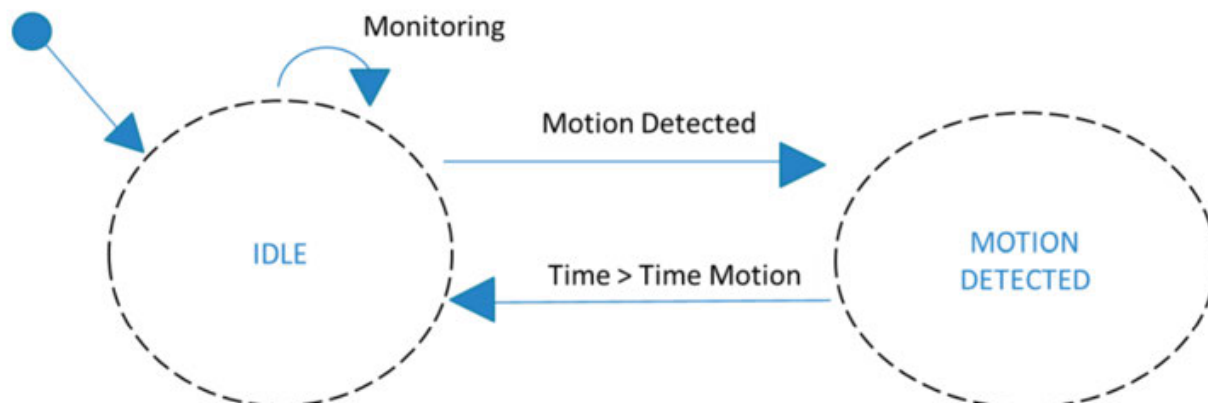 Monitoring
Motion Detected
IDLE
Time > Time Motion
MOTION
DETECTED